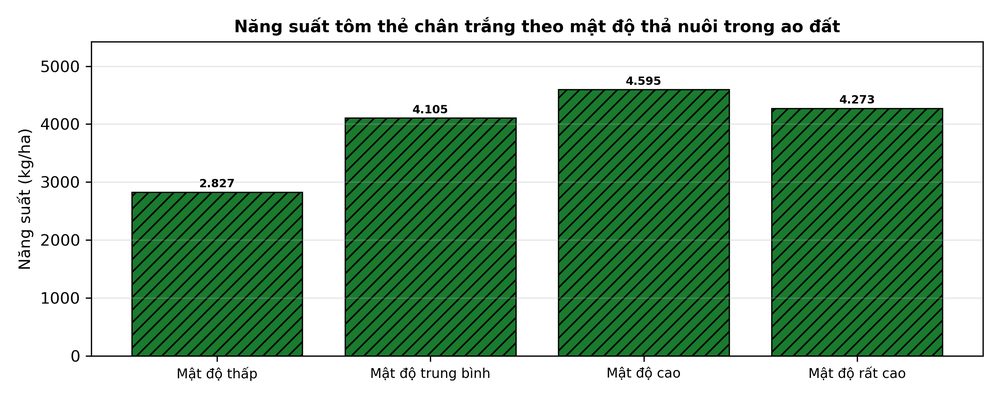 Năng suất tôm thẻ chân trắng theo mật độ thả nuôi trong ao đất
Năng suất (kg/ha)
5000
4000
3000
2000
1000
0
2.827
4.105
4.595
4.273
Mật độ thấp
Mật độ trung bình
Mật độ cao
Mật độ rất cao